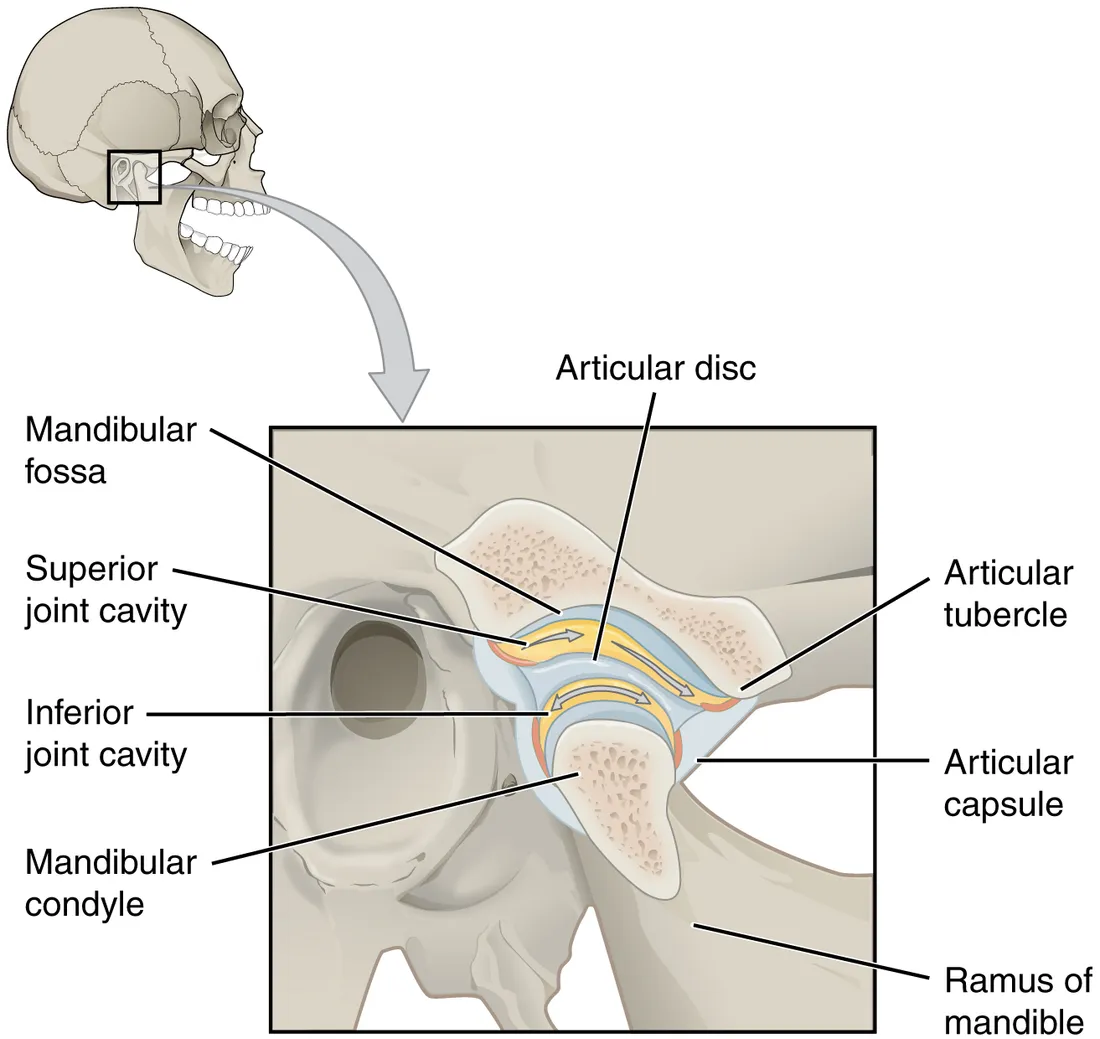 Articular disc
Mandibular
fossa
Superior
joint cavity
Inferior
joint cavity
Mandibular
condyle
Articular
tubercle
Articular
capsule
Ramus of
mandible